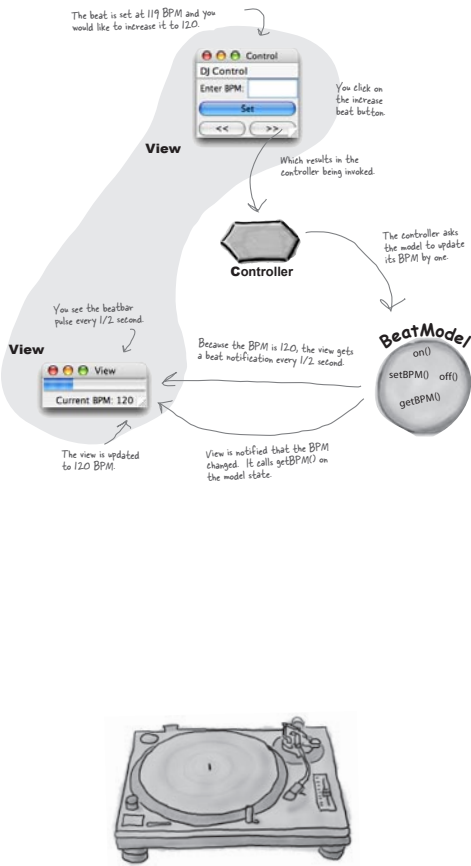 The beat is set at 119 BPM and you
would like to increase it to 120.
Control
DJ Control
Enter BPM:
Set
<<
>>
You click on
the increase
beat button.
View
Which results in the
controller being invoked.
The controller asks
the model to update
its BPM by one.
Controller
You see the beatbar
pulse every 1/2 second.
View
View
Current BPM: 120
Because the BPM is 120, the view gets
a beat notification every 1/2 second.
BeatModel
on()
setBPM() off()
getBPM()
The view is updated
to 120 BPM.
View is notified that the BPM
changed. It calls getBPM() on
the model state.